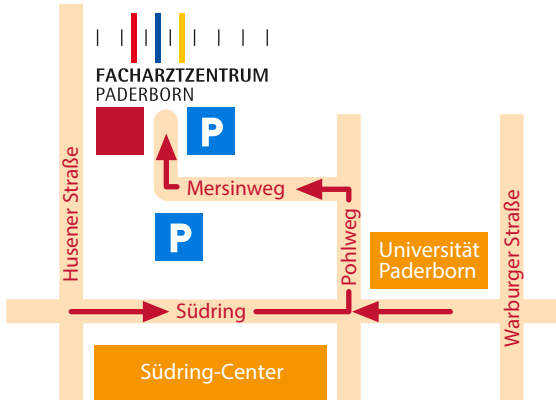 FACHARZTZENTRUM
PADERBORN
P
Husener Straße
Mersinweg
P
Pohlweg
Universität
Paderborn
Warburger Straße
Südring
Südring-Center